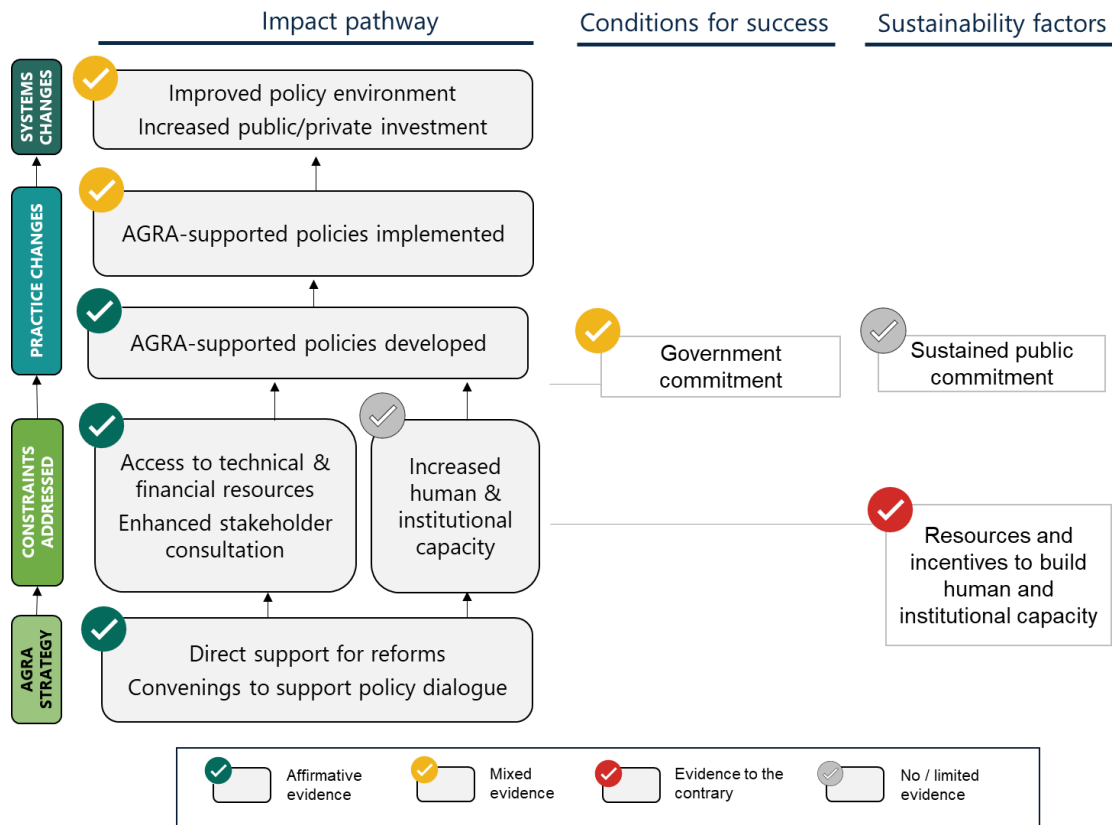 Impact pathway
Conditions for success
Sustainability factors
SYSTEMS
CHANGES
Improved policy environment
Increased public/private investment
PRACTICE CHANGES
AGRA-supported policies implemented
AGRA-supported policies developed
Government
commitment
Sustained public
commitment
CONSTRAINTS
ADDRESSED
Access to technical &
financial resources
Enhanced stakeholder
consultation
Increased
human &
institutional
capacity
Resources and
incentives to build
human and
institutional capacity
AGRA
STRATEGY
Direct support for reforms
Convenings to support policy dialogue
Affirmative
evidence
Mixed
evidence
Evidence to the
contrary
No / limited
evidence